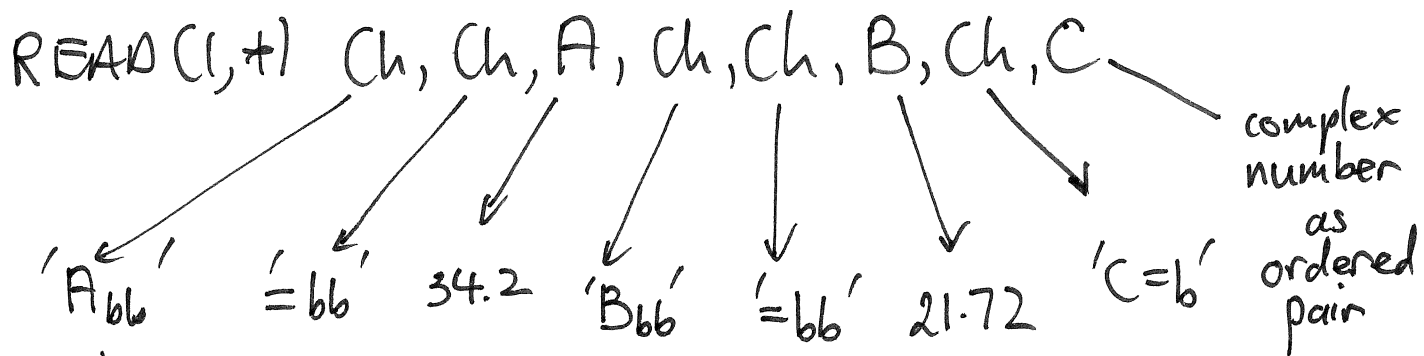 READ(1,*) Ch, Ch, A, Ch, Ch, B, Ch, C
complex
number
as
ordered
pair
'Abb' '=bb' 34.2 'Bbb' '=bb' 21.72 'C=b'